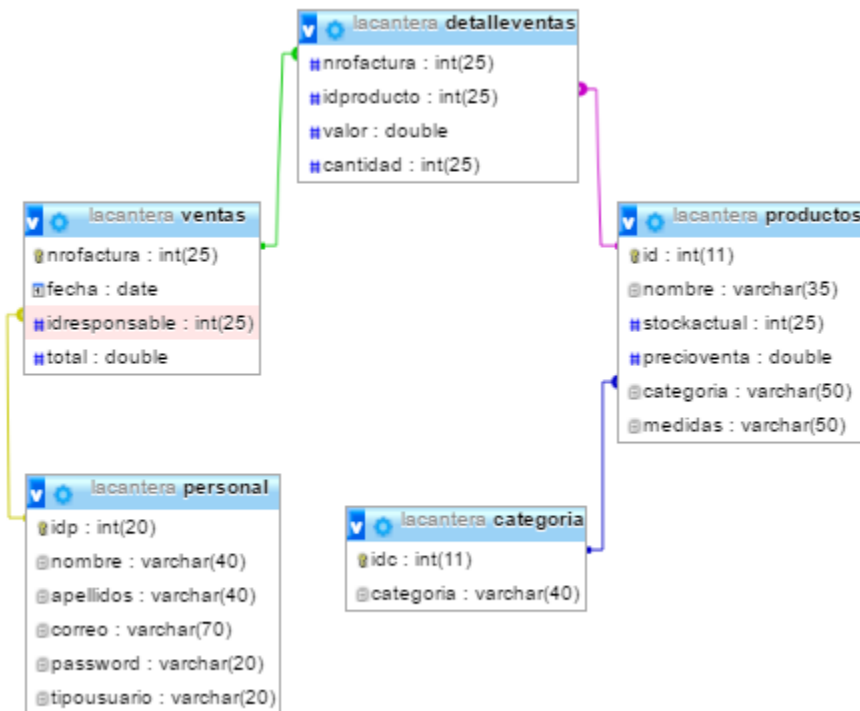 lacantera detalleventas
nrofactura : int(25)
idproducto : int(25)
valor : double
cantidad : int(25)
lacantera ventas
nrofactura : int(25)
fecha : date
idresponsable : int(25)
total : double
lacantera productos
id : int(11)
nombre : varchar(35)
stockactual : int(25)
precioventa : double
categoria : varchar(50)
medidas : varchar(50)
lacantera personal
idp : int(20)
nombre : varchar(40)
apellidos : varchar(40)
correo : varchar(70)
password : varchar(20)
tipousuario : varchar(20)
lacantera categoria
idc : int(11)
categoria : varchar(40)